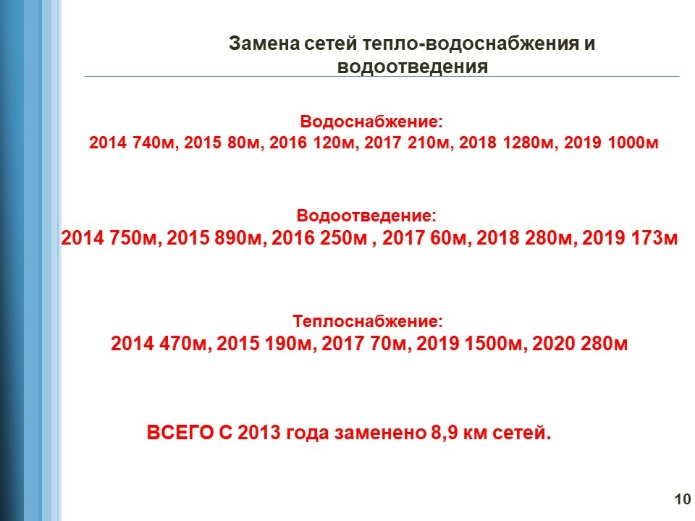 Замена сетей тепло-водоснабжения и
водоотведения
Водоснабжение:
2014 740м, 2015 80м, 2016 120м, 2017 210м, 2018 1280м, 2019 1000м
Водоотведение:
2014 750м, 2015 890м, 2016 250м , 2017 60м, 2018 280м, 2019 173м
Теплоснабжение:
2014 470м, 2015 190м, 2017 70м, 2019 1500м, 2020 280м
ВСЕГО С 2013 года заменено 8,9 км сетей.
10